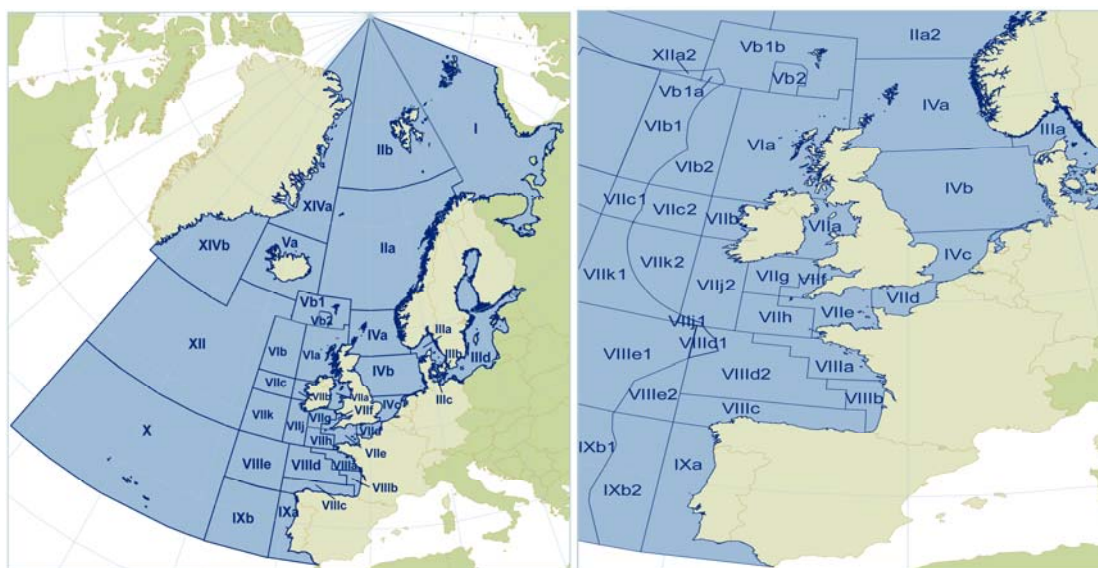 I
IIb
XIVa
XIVb
Va
IIa
Vb1
Vb2
XII
IVa
IIIa
IIIb
IIId
VIb
VIa
IVb
IIIc
VIIc
VIIb
VIIa
VIIf
IVc
VIIk
VIIj
VIIg
VIId
VIIh
VIIe
X
VIIIe
VIIId
VIIIa
VIIIb
VIIIc
IXb
IXa
XIIa2
Vb1b
IIa2
Vb1a
Vb2
IVa
VIb1
VIa
IIIa
VIb2
IVb
VIIc1
VIIc2
VIIb
VIIa
IVc
VIIk1
VIIk2
VIIj2
VIIg
VIIf
VIId
VIIe
VIIh
VIIj1
VIIId1
VIIIe1
VIIId2
VIIIa
VIIIe2
VIIIb
VIIIc
IXb1
IXa
IXb2